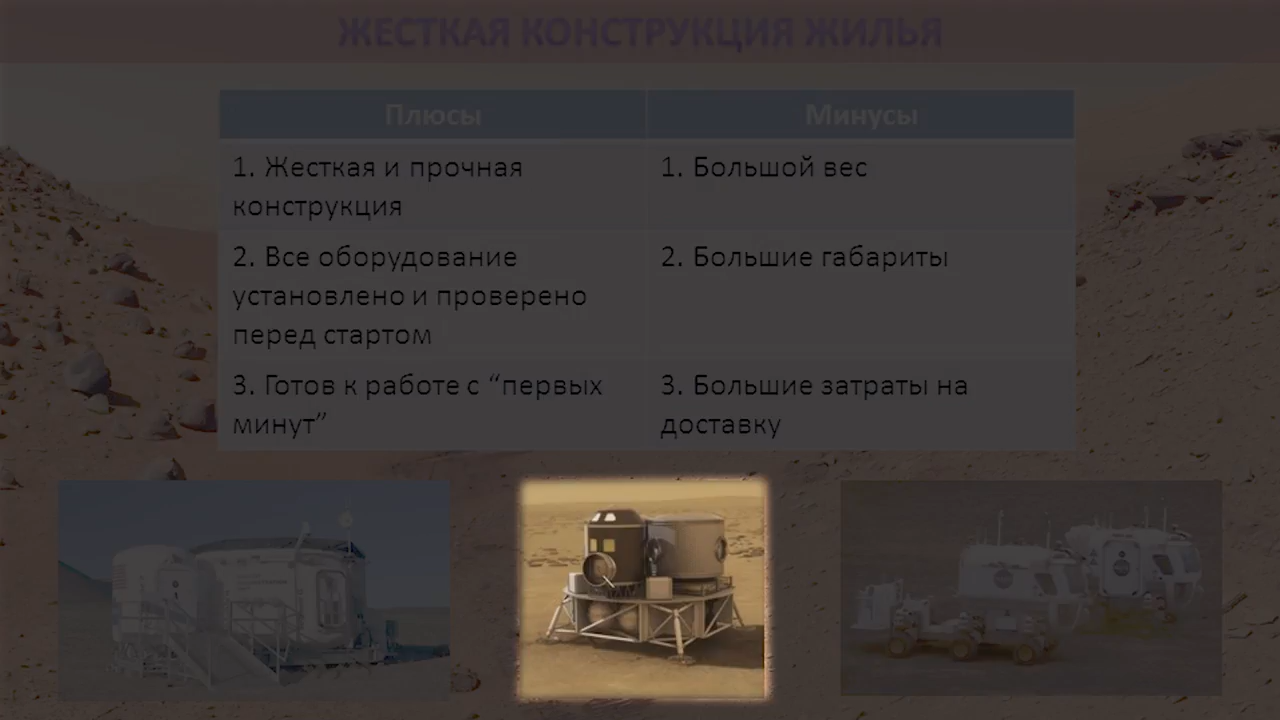 ЖЕСТКАЯ КОНСТРУКЦИЯ ЖИЛЬЯ
Плюсы
Минусы
1. Жесткая и прочная
конструкция
1. Большой вес
2. Все оборудование
установлено и проверено
перед стартом
2. Большие габариты
3. Готов к работе с “первых
минут”
3. Большие затраты на
доставку